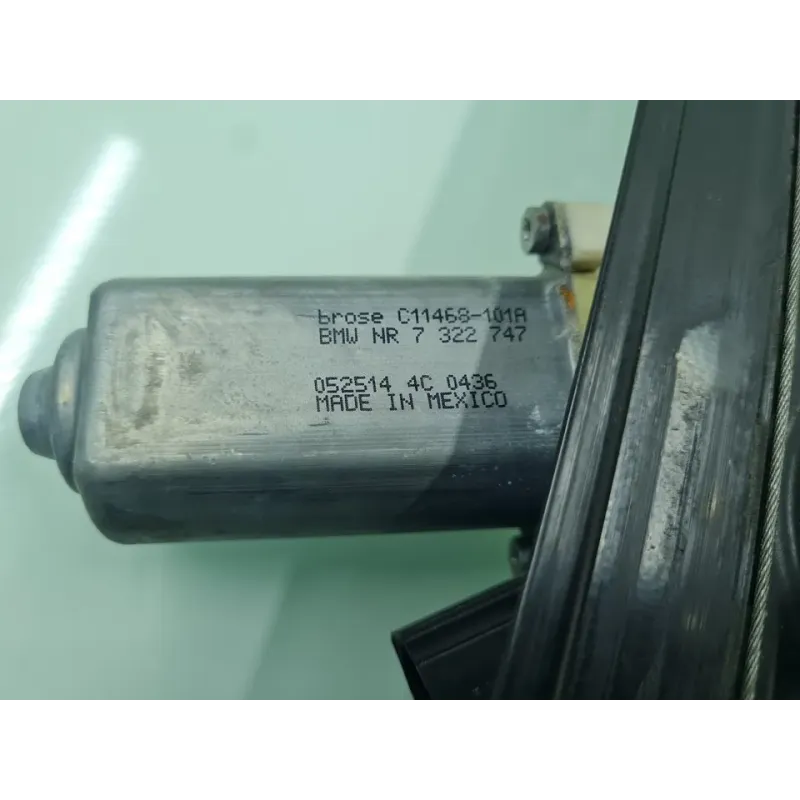 brose C11468-101A
BMW NR 7 322 747
052514 4C 0436
MADE IN MEXICO